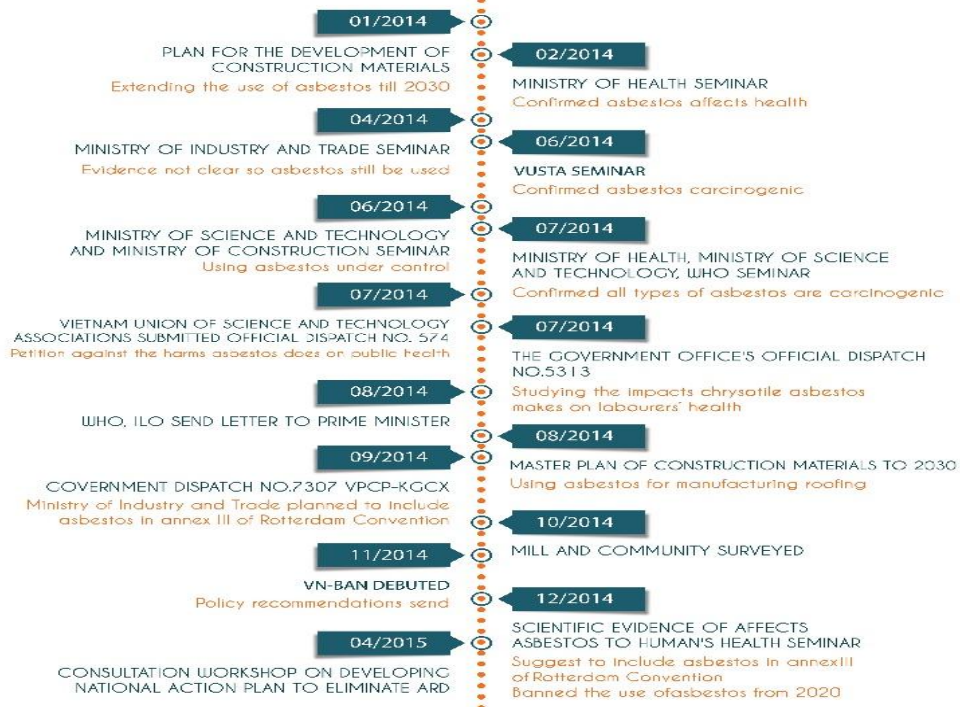 01/2014
PLAN FOR THE DEVELOPMENT OF
CONSTRUCTION MATERIALS
Extending the use of asbestos till 2030
02/2014
MINISTRY OF HEALTH SEMINAR
Confirmed asbestos affects health
04/2014
MINISTRY OF INDUSTRY AND TRADE SEMINAR
Evidence not clear so asbestos still be used
06/2014
VUSTA SEMINAR
Confirmed asbestos carcinogenic
06/2014
MINISTRY OF SCIENCE AND TECHNOLOGY
AND MINISTRY OF CONSTRUCTION SEMINAR
Using asbestos under control
07/2014
MINISTRY OF HEALTH, MINISTRY OF SCIENCE
AND TECHNOLOGY, WHO SEMINAR
Confirmed all types of asbestos are carcinogenic
07/2014
VIETNAM UNION OF SCIENCE AND TECHNOLOGY
ASSOCIATIONS SUBMITTED OFFICIAL DISPATCH NO. 574
Petition against the harms asbestos does on public health
07/2014
THE GOVERNMENT OFFICE'S OFFICIAL DISPATCH
NO.5313
Studying the impacts chrysotile asbestos
makes on labourers' health
08/2014
WHO, ILO SEND LETTER TO PRIME MINISTER
08/2014
MASTER PLAN OF CONSTRUCTION MATERIALS TO 2030
Using asbestos for manufacturing roofing
09/2014
GOVERNMENT DISPATCH NO.7307 VPCP-KGCX
Ministry of Industry and Trade planned to include
asbestos in annex III of Rotterdam Convention
10/2014
MILL AND COMMUNITY SURVEYED
11/2014
VN-BAN DEBUTED
Policy recommendations send
12/2014
SCIENTIFIC EVIDENCE OF AFFECTS
ASBESTOS TO HUMAN'S HEALTH SEMINAR
Suggest to include asbestos in annexIII
of Rotterdam Convention
Banned the use ofasbestos from 2020
04/2015
CONSULTATION WORKSHOP ON DEVELOPING
NATIONAL ACTION PLAN TO ELIMINATE ARD